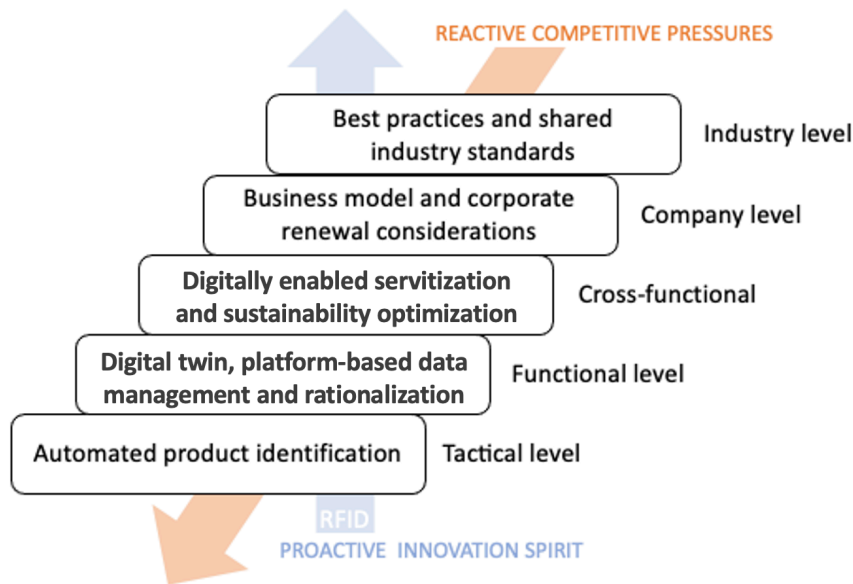 REACTIVE COMPETITIVE PRESSURES
Best practices and shared
industry standards
Industry level
Business model and corporate
renewal considerations
Company level
Digitally enabled servitization
and sustainability optimization
Cross-functional
Digital twin, platform-based data
management and rationalization
Functional level
Automated product identification
Tactical level
RFID
PROACTIVE INNOVATION SPIRIT